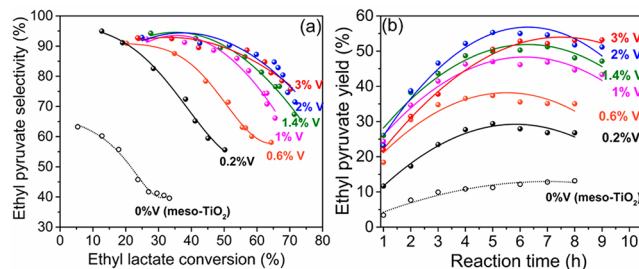 (a)
Ethyl pyruvate selectivity (%)
100
90
80
70
60
50
40
30
3% V
2% V
1.4% V
1% V
0.6% V
0.2%V
0%V (meso-TiO₂)
0 10 20 30 40 50 60 70 80
Ethyl lactate conversion (%)
(b)
Ethyl pyruvate yield (%)
60
50
40
30
20
10
0
3% V
2% V
1.4% V
1% V
0.6% V
0.2%V
0%V (meso-TiO₂)
1 2 3 4 5 6 7 8 9 10
Reaction time (h)